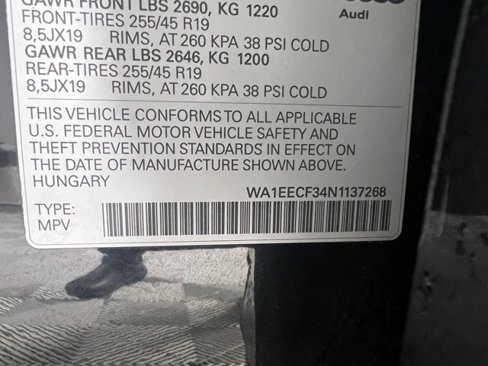 GAWR FRONT LBS 2690, KG 1220
FRONT-TIRES 255/45 R19
8,5JX19 RIMS, AT 260 KPA 38 PSI COLD
GAWR REAR LBS 2646, KG 1200
REAR-TIRES 255/45 R19
8,5JX19 RIMS, AT 260 KPA 38 PSI COLD
Audi
THIS VEHICLE CONFORMS TO ALL APPLICABLE
U.S. FEDERAL MOTOR VEHICLE SAFETY AND
THEFT PREVENTION STANDARDS IN EFFECT ON
THE DATE OF MANUFACTURE SHOWN ABOVE.
HUNGARY
WA1EECF34N1137268
TYPE:
MPV